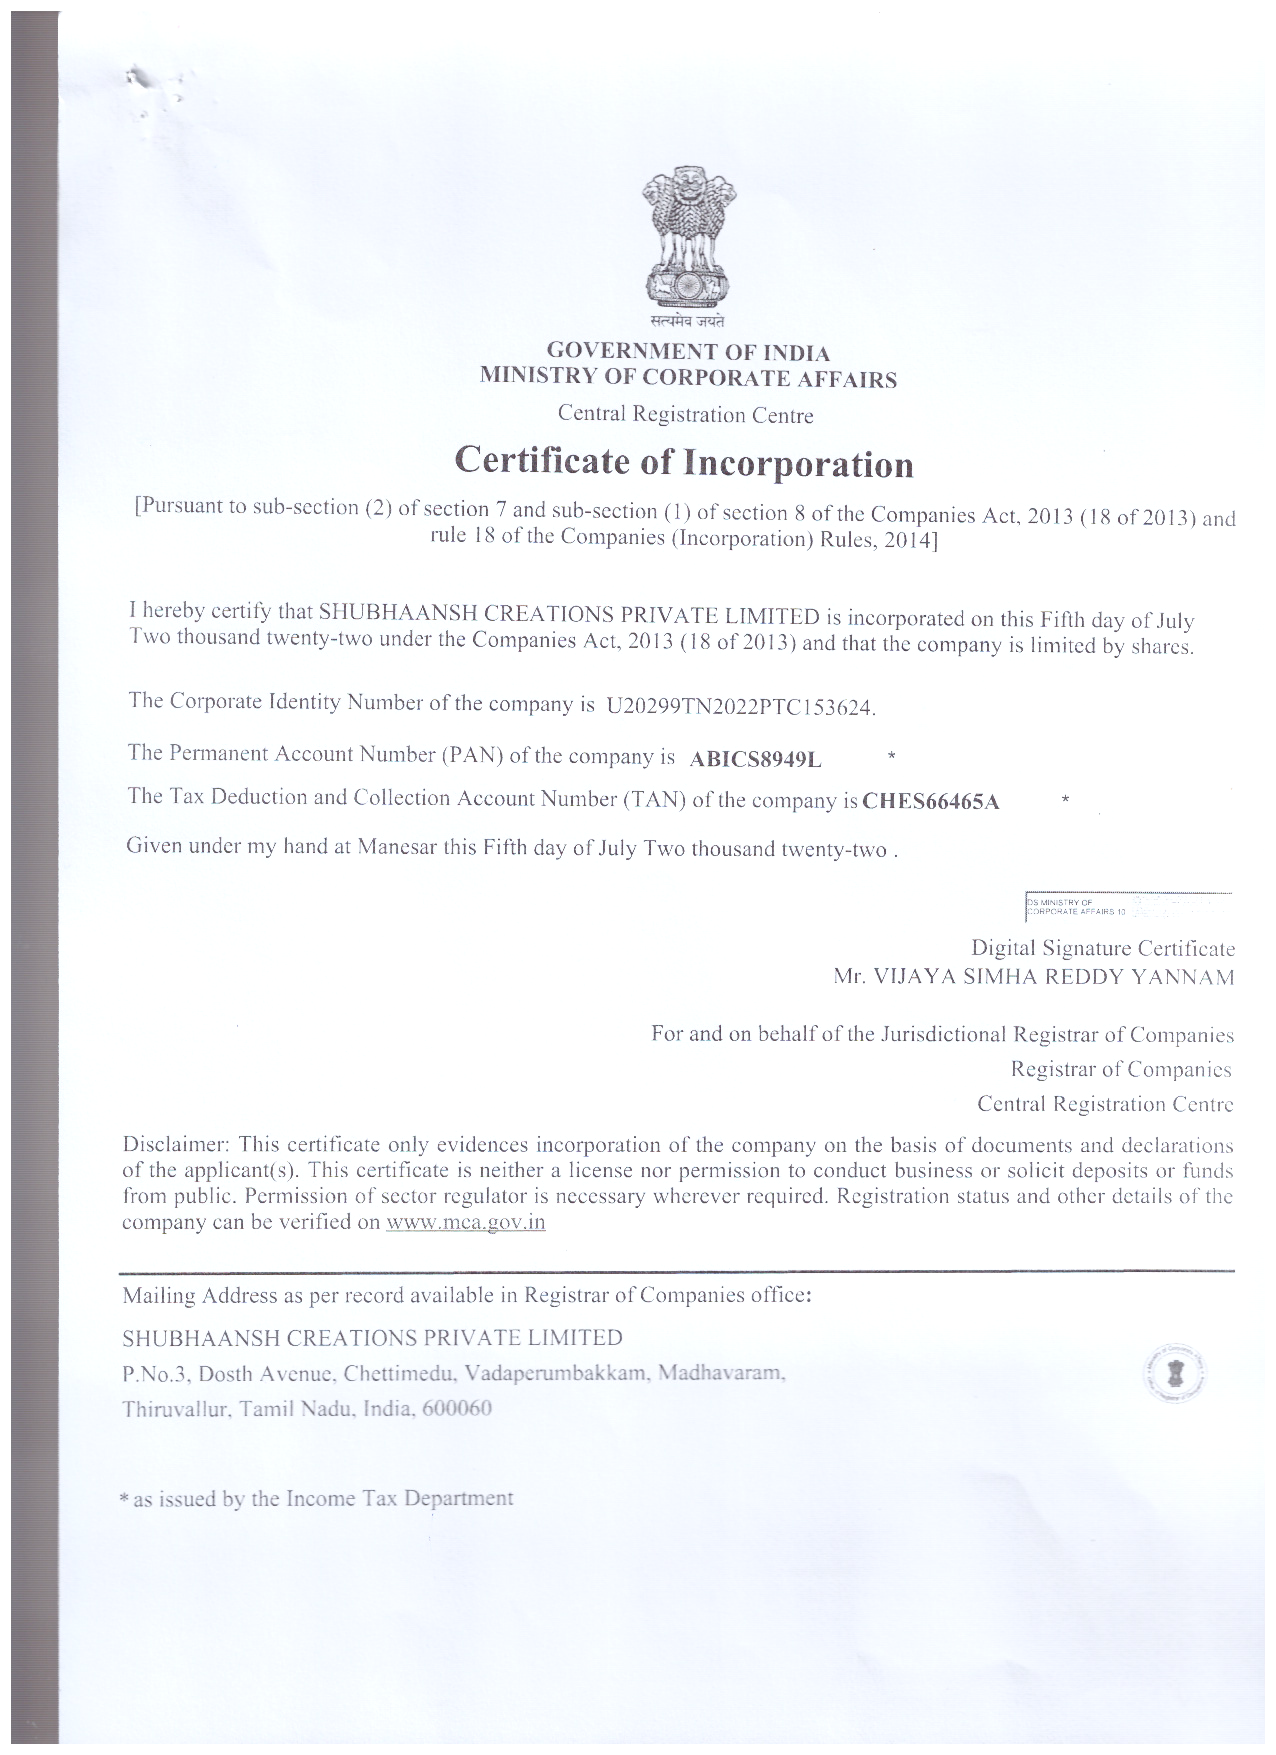 सत्यमेव जयते
GOVERNMENT OF INDIA
MINISTRY OF CORPORATE AFFAIRS
Central Registration Centre
Certificate of Incorporation
[Pursuant to sub-section (2) of section 7 and sub-section (1) of section 8 of the Companies Act, 2013 (18 of 2013) and
rule 18 of the Companies (Incorporation) Rules, 2014]
I hereby certify that SHUBHAANSH CREATIONS PRIVATE LIMITED is incorporated on this Fifth day of July
Two thousand twenty-two under the Companies Act, 2013 (18 of 2013) and that the company is limited by shares.
The Corporate Identity Number of the company is U20299TN2022PTC153624.
The Permanent Account Number (PAN) of the company is ABICS8949L *
The Tax Deduction and Collection Account Number (TAN) of the company is CHES66465A *
Given under my hand at Manesar this Fifth day of July Two thousand twenty-two .
DS MINISTRY OF
CORPORATE AFFAIRS 10
Digital Signature Certificate
Mr. VIJAYA SIMHA REDDY YANNAM
For and on behalf of the Jurisdictional Registrar of Companies
Registrar of Companies
Central Registration Centre
Disclaimer: This certificate only evidences incorporation of the company on the basis of documents and declarations
of the applicant(s). This certificate is neither a license nor permission to conduct business or solicit deposits or funds
from public. Permission of sector regulator is necessary wherever required. Registration status and other details of the
company can be verified on www.mca.gov.in
Mailing Address as per record available in Registrar of Companies office:
SHUBHAANSH CREATIONS PRIVATE LIMITED
P.No.3, Dosth Avenue, Chettimedu, Vadaperumbakkam, Madhavaram,
Thiruvallur, Tamil Nadu, India, 600060
* as issued by the Income Tax Department